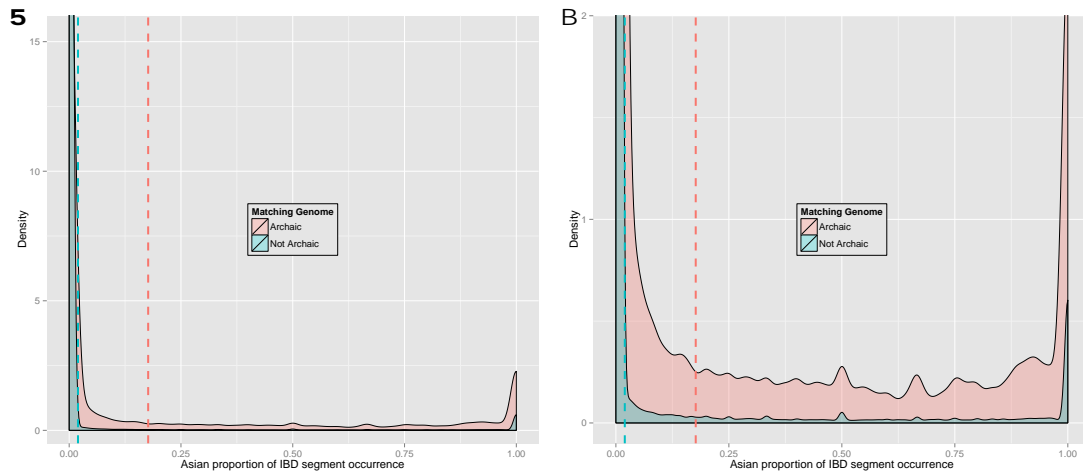 5
15
10
5
0
Density
Matching Genome
Archaic
Not Archaic
0.00
0.25
0.50
0.75
1.00
Asian proportion of IBD segment occurrence
B
2
1
0
Density
Matching Genome
Archaic
Not Archaic
0.00
0.25
0.50
0.75
1.00
Asian proportion of IBD segment occurrence